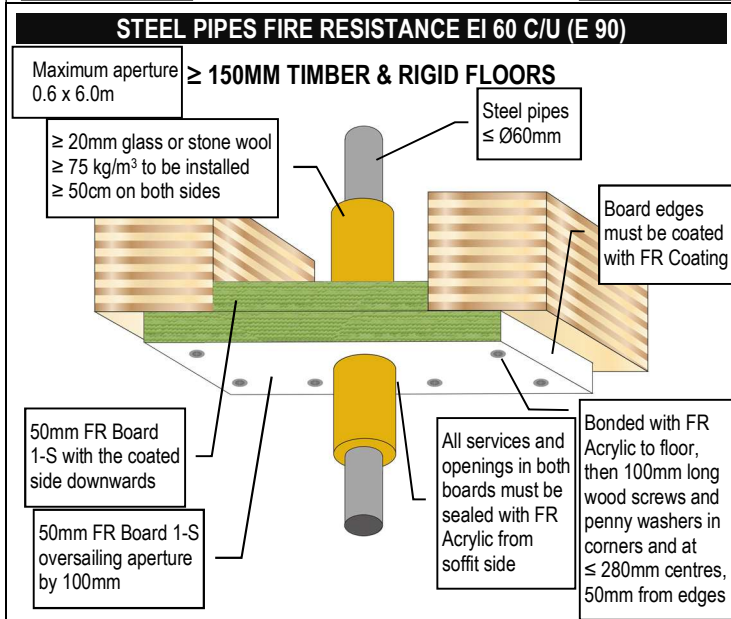 STEEL PIPES FIRE RESISTANCE EI 60 C/U (E 90)
Maximum aperture
0.6 x 6.0m
≥ 150MM TIMBER & RIGID FLOORS
≥ 20mm glass or stone wool
≥ 75 kg/m³ to be installed
≥ 50cm on both sides
Steel pipes
≤ Ø60mm
Board edges
must be coated
with FR Coating
50mm FR Board
1-S with the coated
side downwards
50mm FR Board 1-S
oversailing aperture
by 100mm
All services and
openings in both
boards must be
sealed with FR
Acrylic from
soffit side
Bonded with FR
Acrylic to floor,
then 100mm long
wood screws and
penny washers in
corners and at
≤ 280mm centres,
50mm from edges